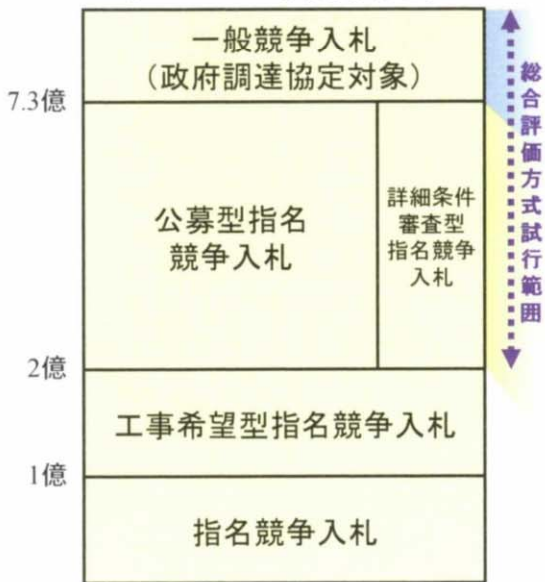 一般競争入札
(政府調達協定対象)
7.3億
公募型指名
競争入札
詳細条件
審査型
指名競争
入札
総合評価方式試行範囲
2億
工事希望型指名競争入札
1億
指名競争入札